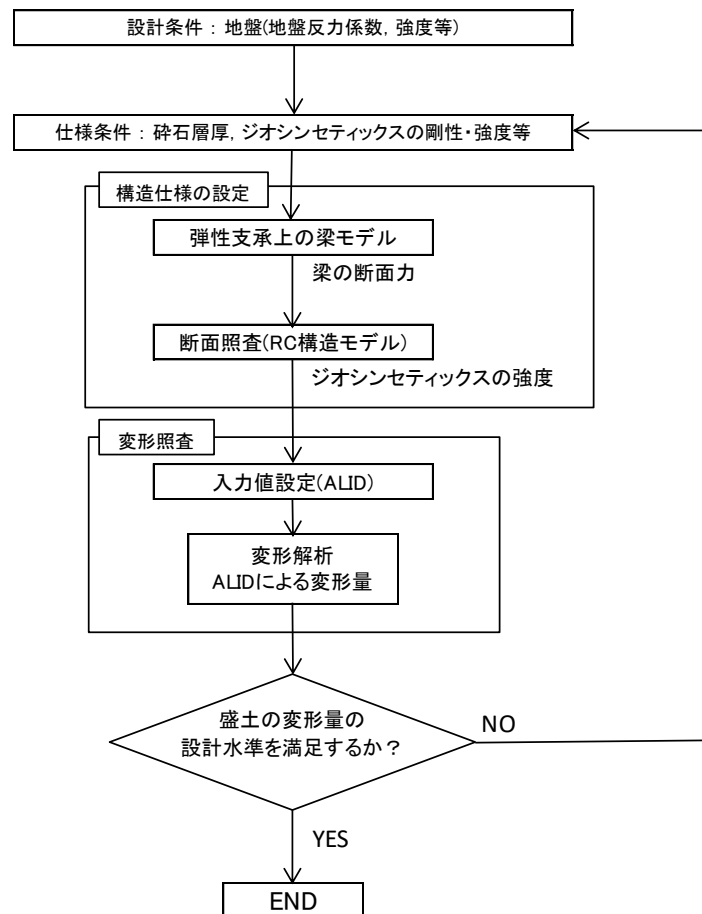 設計条件 : 地盤(地盤反力係数, 強度等)
仕様条件 : 砕石層厚, ジオシンセティックスの剛性・強度等
構造仕様の設定
弾性支承上の梁モデル
梁の断面力
断面照査(RC構造モデル)
ジオシンセティックスの強度
変形照査
入力値設定(ALID)
変形解析
ALIDによる変形量
盛土の変形量の
設計水準を満足するか?
NO
YES
END